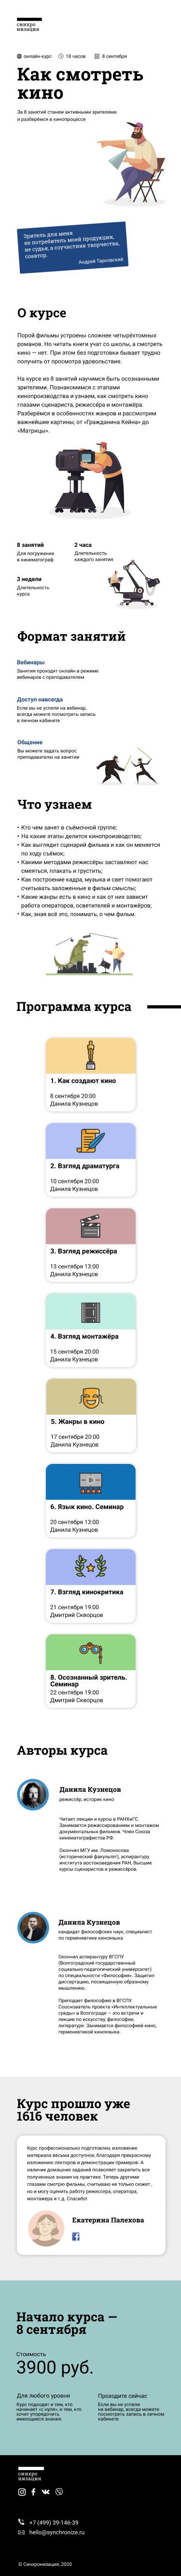 синхро
низация
онлайн-курс
18 часов
8 сентября
Как смотреть
кино
За 8 занятий станем активными зрителями
и разберёмся в кинопроцессе
Зритель для меня
не потребитель моей продукции,
не судья, а соучастник творчества,
соавтор.
Андрей Тарковский
О курсе
Порой фильмы устроены сложнее четырёхтомных
романов. Но читать книги учат со школы, а смотреть
кино — нет. При этом без подготовки бывает трудно
получить от просмотра удовольствие.
На курсе из 8 занятий научимся быть осознанными
зрителями. Познакомимся с этапами
кинопроизводства и узнаем, как смотреть кино
глазами сценариста, режиссёра и монтажёра.
Разберёмся в особенностях жанров и рассмотрим
важнейшие картины, от «Гражданина Кейна» до
«Матрицы».
8 занятий
Для погружения
в кинематограф
2 часа
Длительность
каждого занятия
3 недели
Длительность
курса
Формат занятий
Вебинары
Занятия проходят онлайн в режиме
вебинаров с преподавателем
Доступ навсегда
Если вы не успели на вебинар,
всегда можете посмотреть запись
в личном кабинете
Общение
Вы можете задать вопрос
преподавателю на занятии
Что узнаем
• Кто чем занят в съёмочной группе;
• На какие этапы делится кинопроизводство;
• Как выглядит сценарий фильма и как он меняется
по ходу съёмок;
• Какими методами режиссёры заставляют нас
смеяться, плакать и грустить;
• Как построение кадра, музыка и свет помогают
считывать заложенные в фильм смыслы;
• Какие жанры есть в кино и как от них зависит
работа операторов, осветителей и монтажёров;
• Как, зная всё это, понимать, о чем фильм.
Программа курса
1. Как создают кино
8 сентября 20:00
Данила Кузнецов
2. Взгляд драматурга
10 сентября 20:00
Данила Кузнецов
3. Взгляд режиссёра
13 сентября 13:00
Данила Кузнецов
4. Взгляд монтажёра
15 сентября 20:00
Данила Кузнецов
5. Жанры в кино
17 сентября 20:00
Данила Кузнецов
6. Язык кино. Семинар
20 сентября 13:00
Данила Кузнецов
7. Взгляд кинокритика
21 сентября 19:00
Дмитрий Скворцов
8. Осознанный зритель.
Семинар
22 сентября 19:00
Дмитрий Скворцов
Авторы курса
Данила Кузнецов
режиссёр, историк кино
Читает лекции и курсы в РАНХиГС.
Занимается режиссированием и монтажом
документальных фильмов. Член Союза
кинематографистов РФ.
Окончил МГУ им. Ломоносова
(исторический факультет), аспирантуру
института востоковедения РАН, Высшие
курсы сценаристов и режиссёров.
Данила Кузнецов
кандидат философских наук, специалист
по герменевтике киноязыка
Окончил аспирантуру ВГСПУ
(Волгоградский государственный
социально-педагогический университет)
по специальности «Философия». Защитил
диссертацию, посвященную образному
мышлению.
Преподает философию в ВГСПУ.
Сооснователь проекта «Интеллектуальные
среды» в Волгограде — это встречи и
лекции по искусству, философии,
литературе. Занимается философией кино,
герменевтикой киноязыка.
Курс прошло уже
1616 человек
Курс профессионально подготовлен, изложение
материала весьма доступное, благодаря прекрасному
изложению лекторов и демонстрации примеров. А
наличие домашних заданий позволяет закрепить все
полученные знания на практике. Теперь другими
глазами смотрю фильмы, считываю не только сюжет ,
но и могу оценить работу режиссера, оператора,
монтажера и т.д. Спасибо!
Екатерина Палехова
Начало курса —
8 сентября
Стоимость
3900 руб.
Для любого уровня
Курс подходит и тем, кто
начинает «с нуля», и тем, кто
хочет упорядочить
имеющиеся знания.
Проходите сейчас
Если вы не успели
на вебинар, всегда можете
посмотреть запись в личном
кабинете
синхро
низация
+7 (499) 39-146-39
hello@synchronize.ru
© Синхронизация, 2020